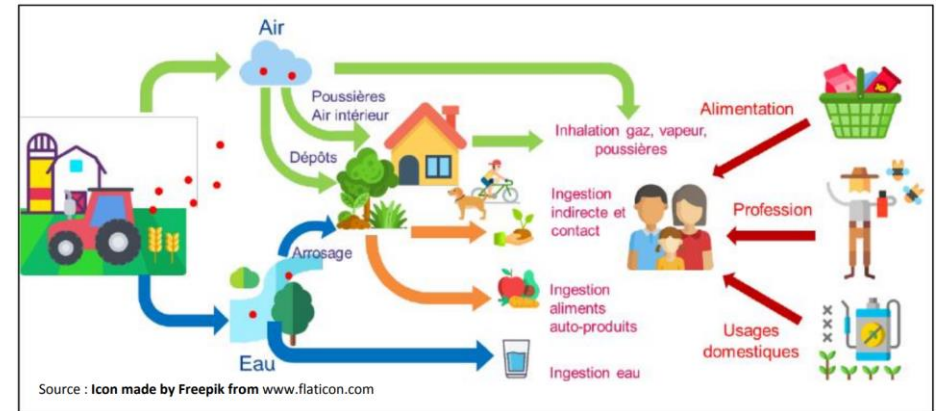 Air
Poussières
Air intérieur
Dépôts
Arrosage
Eau
Inhalation gaz, vapeur,
poussières
Ingestion
indirecte et
contact
Ingestion
aliments
auto-produits
Ingestion eau
Alimentation
Profession
Usages
domestiques
Source : Icon made by Freepik from www.flaticon.com